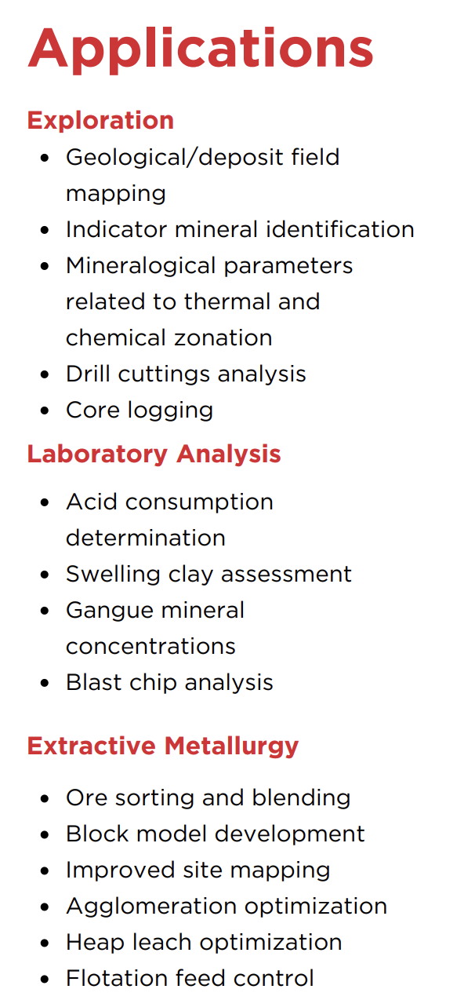 Applications
Exploration
• Geological/deposit field
mapping
• Indicator mineral identification
• Mineralogical parameters
related to thermal and
chemical zonation
• Drill cuttings analysis
• Core logging
Laboratory Analysis
• Acid consumption
determination
• Swelling clay assessment
• Gangue mineral
concentrations
• Blast chip analysis
Extractive Metallurgy
• Ore sorting and blending
• Block model development
• Improved site mapping
• Agglomeration optimization
• Heap leach optimization
• Flotation feed control